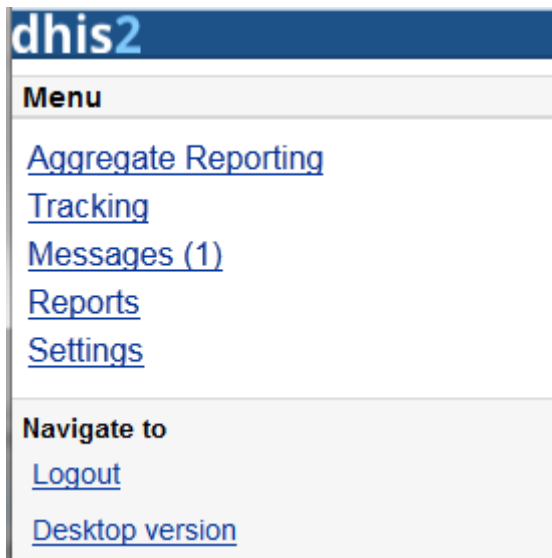 dhis2
Menu
Aggregate Reporting
Tracking
Messages (1)
Reports
Settings
Navigate to
Logout
Desktop version